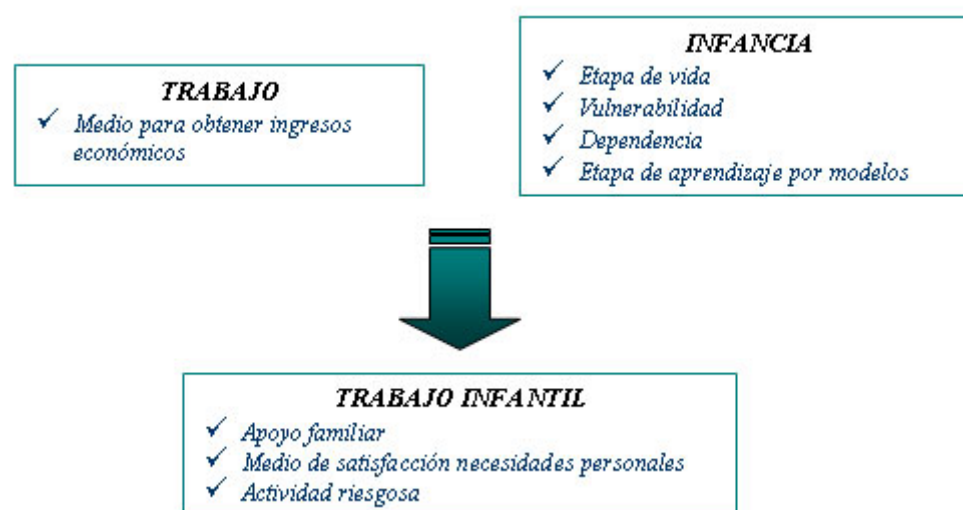 TRABAJO
✓ Medio para obtener ingresos
económicos
INFANCIA
✓ Etapa de vida
✓ Vulnerabilidad
✓ Dependencia
✓ Etapa de aprendizaje por modelos
TRABAJO INFANTIL
✓ Apoyo familiar
✓ Medio de satisfacción necesidades personales
✓ Actividad riesgosa